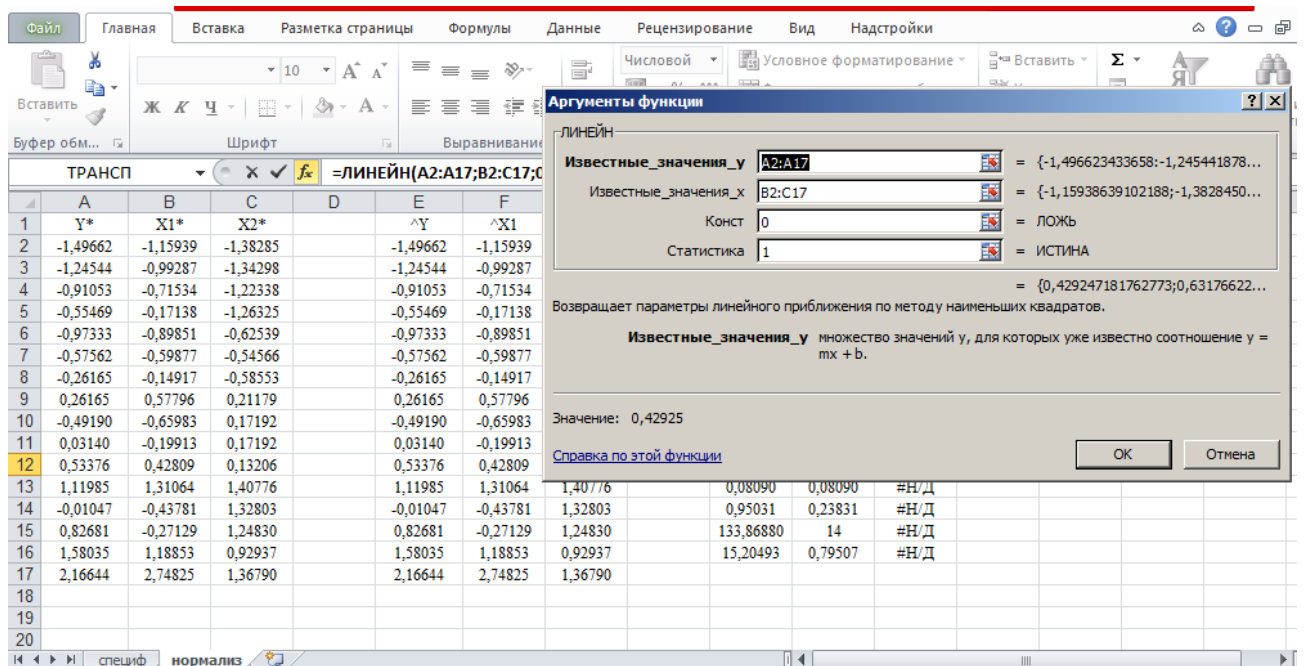 Файл Главная Вставка Разметка страницы Формулы Данные Рецензирование Вид Надстройки
10 Числовой Условное форматирование Вставить Σ
Вставить Ж К Ч А
Буфер обм... Шрифт Выравнивание
ТРАНСП fx =ЛИНЕЙН(A2:A17;B2:C17;0
Аргументы функции
ЛИНЕЙН
Известные_значения_y A2:A17 = {-1,496623433658:-1,245441878...
Известные_значения_x B2:C17 = {-1,15938639102188;-1,3828450...
Конст 0 = ЛОЖЬ
Статистика 1 = ИСТИНА
= {0,429247181762773;0,63176622...
Возвращает параметры линейного приближения по методу наименьших квадратов.
Известные_значения_y множество значений y, для которых уже известно соотношение y =
mx + b.
Значение: 0,42925
Справка по этой функции
OK Отмена
A B C D E F
1 Y* X1* X2* ^Y ^X1
2 -1,49662 -1,15939 -1,38285 -1,49662 -1,15939
3 -1,24544 -0,99287 -1,34298 -1,24544 -0,99287
4 -0,91053 -0,71534 -1,22338 -0,91053 -0,71534
5 -0,55469 -0,17138 -1,26325 -0,55469 -0,17138
6 -0,97333 -0,89851 -0,62539 -0,97333 -0,89851
7 -0,57562 -0,59877 -0,54566 -0,57562 -0,59877
8 -0,26165 -0,14917 -0,58553 -0,26165 -0,14917
9 0,26165 0,57796 0,21179 0,26165 0,57796
10 -0,49190 -0,65983 0,17192 -0,49190 -0,65983
11 0,03140 -0,19913 0,17192 0,03140 -0,19913
12 0,53376 0,42809 0,13206 0,53376 0,42809
13 1,11985 1,31064 1,40776 1,11985 1,31064 1,40776 0,08090 0,08090 #Н/Д
14 -0,01047 -0,43781 1,32803 -0,01047 -0,43781 1,32803 0,95031 0,23831 #Н/Д
15 0,82681 -0,27129 1,24830 0,82681 -0,27129 1,24830 133,86880 14 #Н/Д
16 1,58035 1,18853 0,92937 1,58035 1,18853 0,92937 15,20493 0,79507 #Н/Д
17 2,16644 2,74825 1,36790 2,16644 2,74825 1,36790
18
19
20
специф нормализ